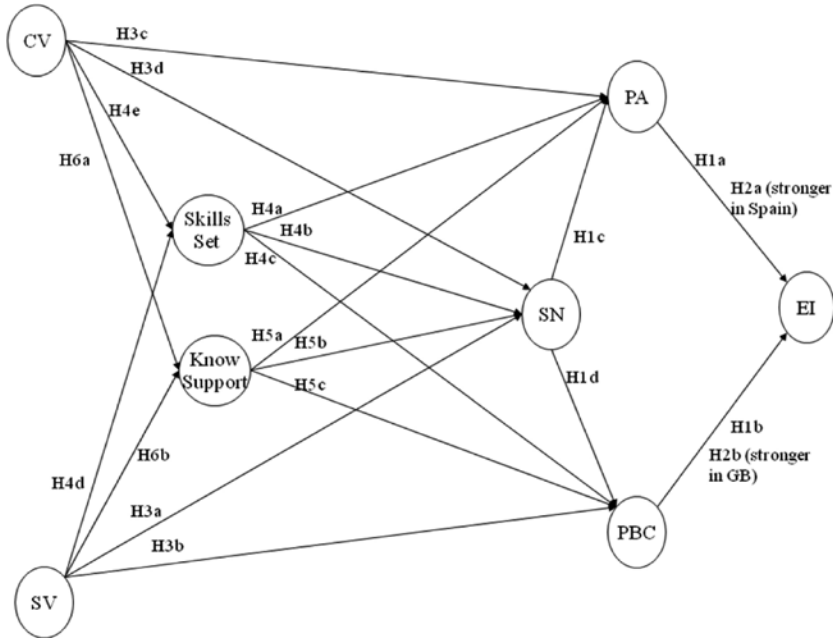 CV
H3c
H3d
PA
H4e
H6a
H1a
H2a (stronger
in Spain)
Skills
Set
H4a
H4b
H4c
H1c
SN
EI
Know
Support
H5a
H5b
H5c
H1d
H1b
H2b (stronger
in GB)
H6b
H4d
H3a
H3b
PBC
SV